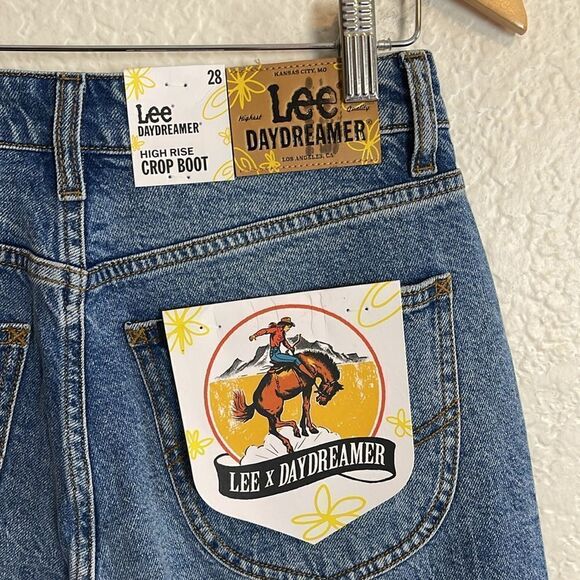 28
Lee®
DAYDREAMER®
HIGH RISE
CROP BOOT
KANSAS CITY, MO
Lee
Highest Quality
DAYDREAMER®
LOS ANGELES, CA
LEE X DAYDREAMER